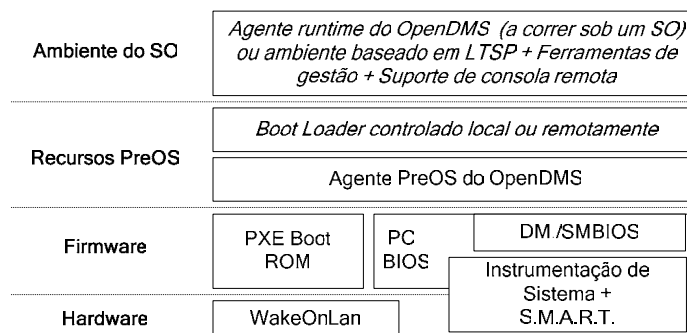 Ambiente do SO
Agente runtime do OpenDMS (a correr sob um SO)
ou ambiente baseado em LTSP + Ferramentas de
gestão + Suporte de consola remota
Recursos PreOS
Boot Loader controlado local ou remotamente
Agente PreOS do OpenDMS
Firmware
PXE Boot
ROM
PC
BIOS
DM./SMBIOS
Instrumentação de
Sistema +
S.M.A.R.T.
Hardware
WakeOnLan